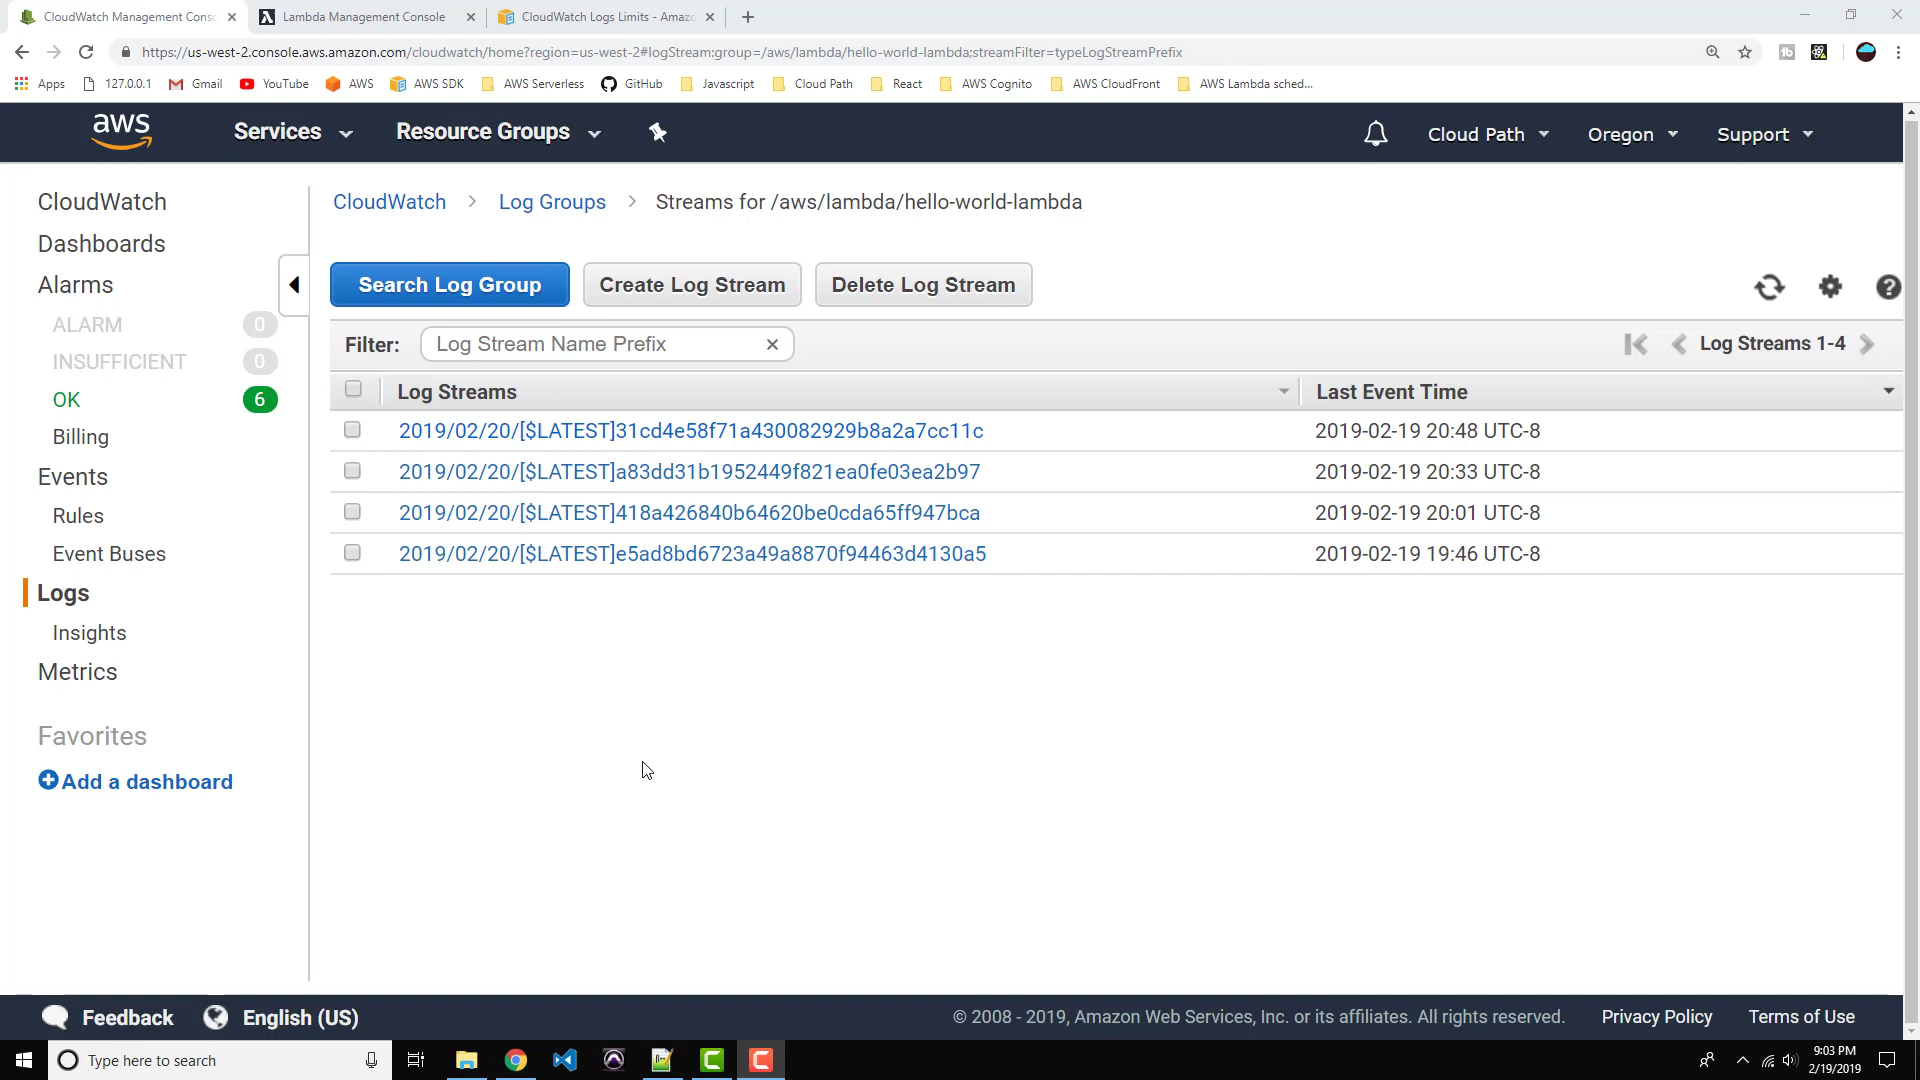 CloudWatch Management Conso
Lambda Management Console
CloudWatch Logs Limits - Amazo
https://us-west-2.console.aws.amazon.com/cloudwatch/home?region=us-west-2#logStream:group=/aws/lambda/hello-world-lambda;streamFilter=typeLogStreamPrefix
Apps 127.0.0.1 Gmail YouTube AWS AWS SDK AWS Serverless GitHub Javascript Cloud Path React AWS Cognito AWS CloudFront AWS Lambda sched...
aws Services Resource Groups Cloud Path Oregon Support
CloudWatch
Dashboards
Alarms
ALARM 0
INSUFFICIENT 0
OK 6
Billing
Events
Rules
Event Buses
Logs
Insights
Metrics
Favorites
Add a dashboard
CloudWatch > Log Groups > Streams for /aws/lambda/hello-world-lambda
Search Log Group Create Log Stream Delete Log Stream
Filter: Log Stream Name Prefix Log Streams 1-4
Log Streams Last Event Time
2019/02/20/[$LATEST]31cd4e58f71a430082929b8a2a7cc11c 2019-02-19 20:48 UTC-8
2019/02/20/[$LATEST]a83dd31b1952449f821ea0fe03ea2b97 2019-02-19 20:33 UTC-8
2019/02/20/[$LATEST]418a426840b64620be0cda65ff947bca 2019-02-19 20:01 UTC-8
2019/02/20/[$LATEST]e5ad8bd6723a49a8870f94463d4130a5 2019-02-19 19:46 UTC-8
Feedback English (US) © 2008 - 2019, Amazon Web Services, Inc. or its affiliates. All rights reserved. Privacy Policy Terms of Use
Type here to search
9:03 PM
2/19/2019